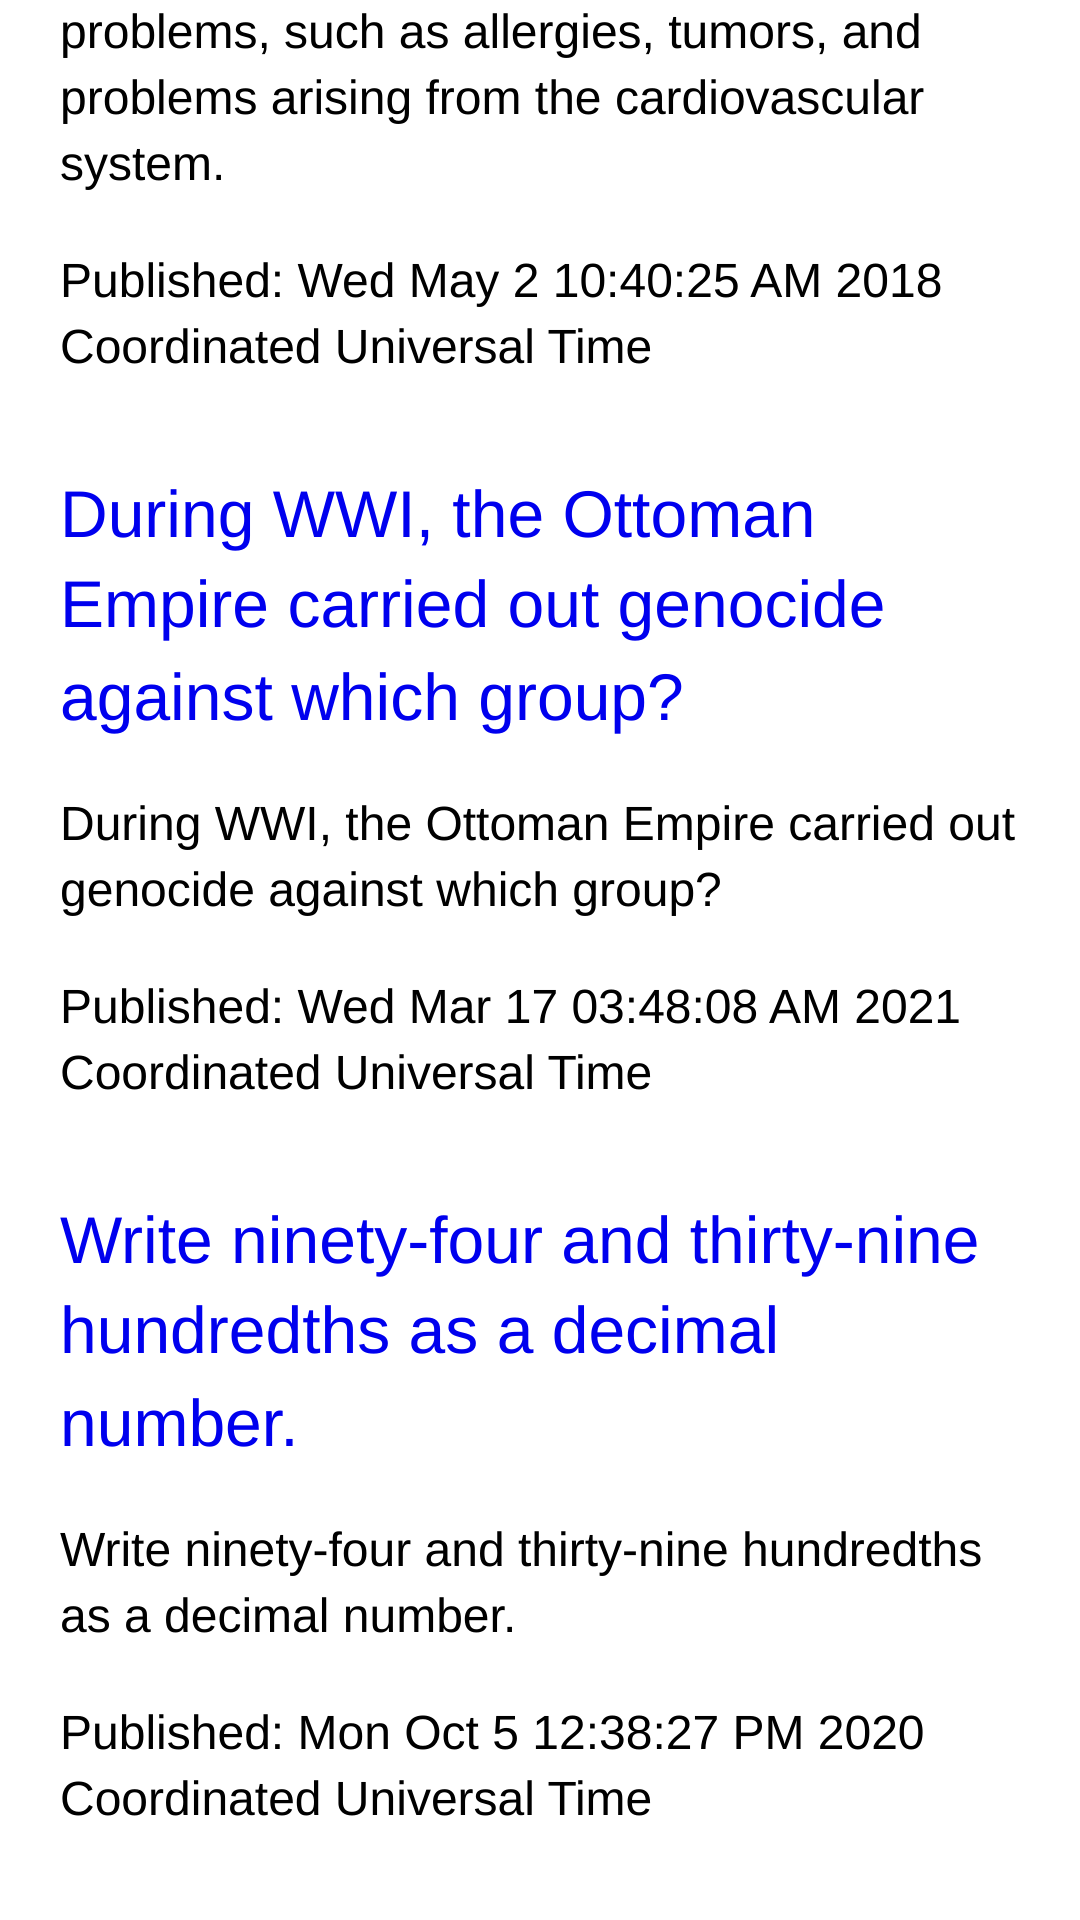 problems, such as allergies, tumors, and
problems arising from the cardiovascular
system.
Published: Wed May 2 10:40:25 AM 2018
Coordinated Universal Time
During WWI, the Ottoman
Empire carried out genocide
against which group?
During WWI, the Ottoman Empire carried out
genocide against which group?
Published: Wed Mar 17 03:48:08 AM 2021
Coordinated Universal Time
Write ninety-four and thirty-nine
hundredths as a decimal
number.
Write ninety-four and thirty-nine hundredths
as a decimal number.
Published: Mon Oct 5 12:38:27 PM 2020
Coordinated Universal Time